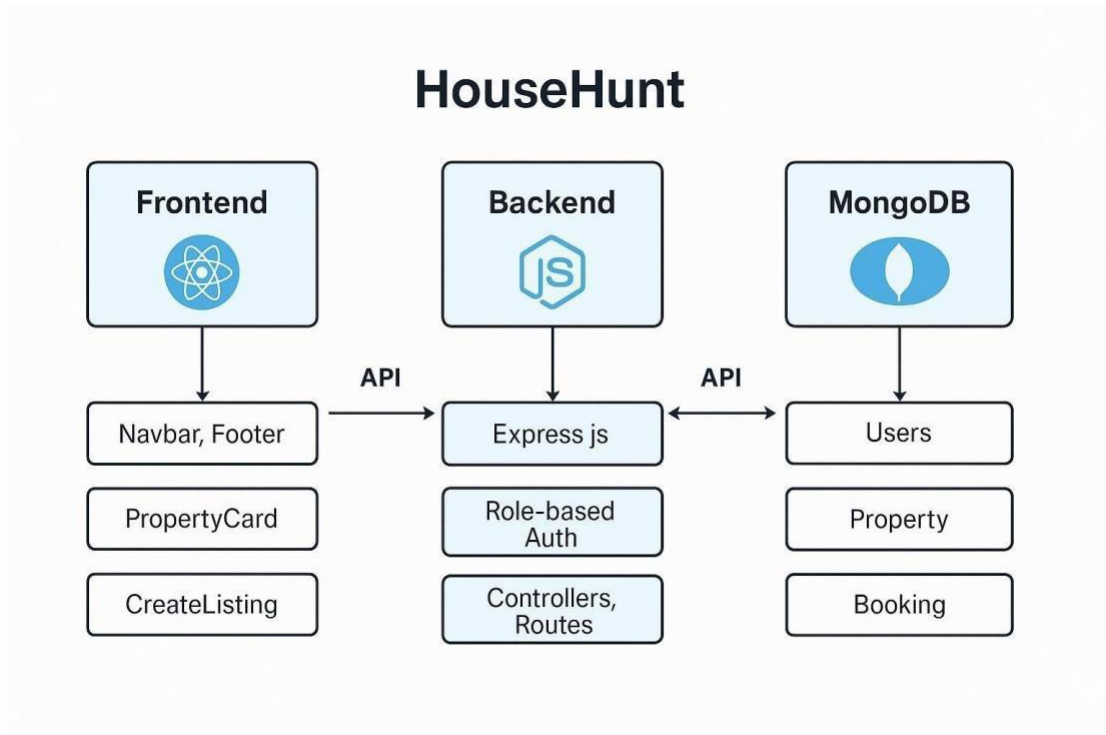 HouseHunt
Frontend
Backend
JS
MongoDB
API
API
Navbar, Footer
Express js
Users
PropertyCard
Role-based
Auth
Property
CreateListing
Controllers,
Routes
Booking